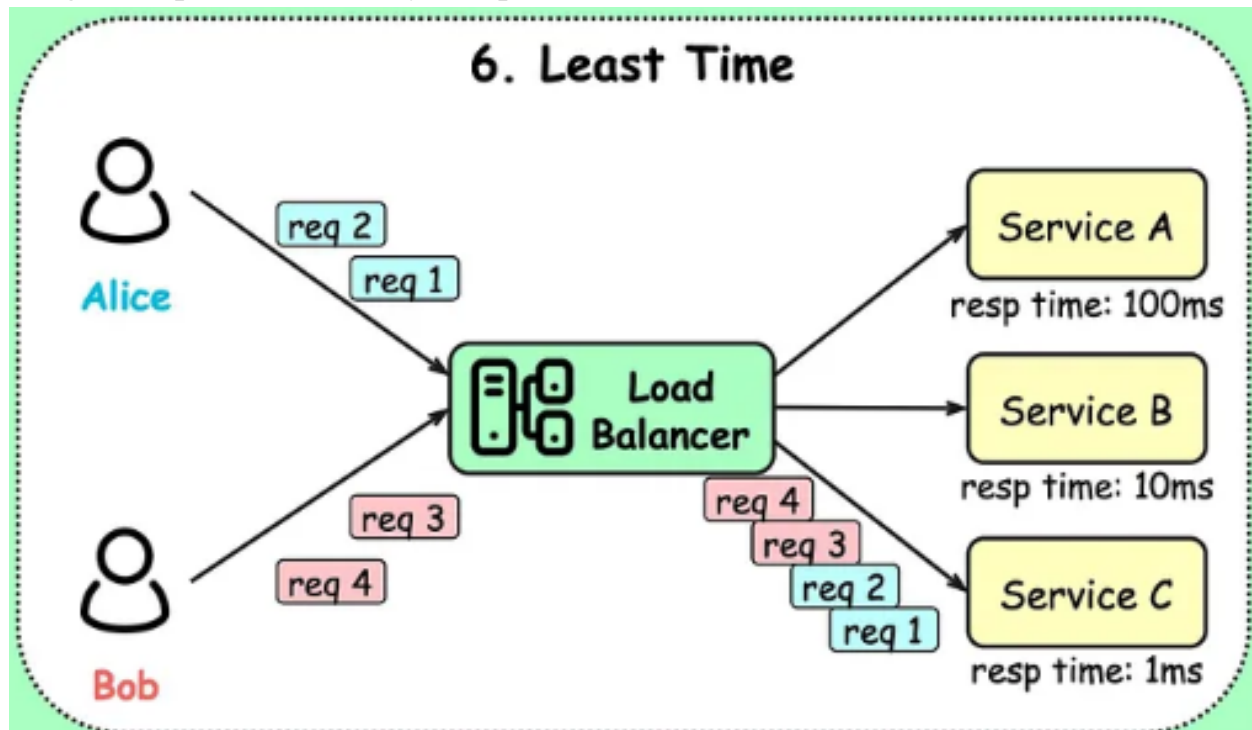 6. Least Time
req 2
req 1
Alice
Service A
resp time: 100ms
Load
Balancer
Service B
resp time: 10ms
req 3
req 4
Bob
req 4
req 3
req 2
req 1
Service C
resp time: 1ms